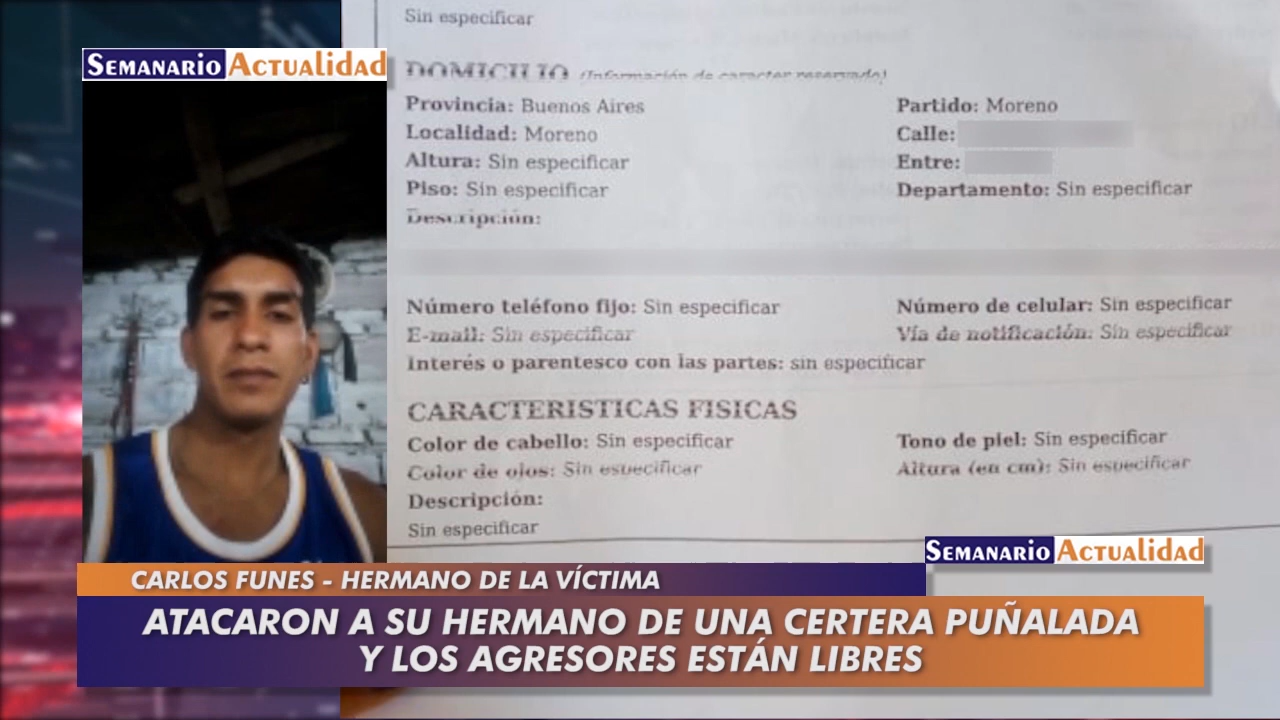 Sin especificar
SEMANARIO ACTUALIDAD
DOMICILIO (Información de caracter reservado)
Provincia: Buenos Aires
Partido: Moreno
Localidad: Moreno
Calle:
Altura: Sin especificar
Entre:
Piso: Sin especificar
Departamento: Sin especificar
Descripción:
Número teléfono fijo: Sin especificar
Número de celular: Sin especificar
E-mail: Sin especificar
Vía de notificación: Sin especificar
Interés o parentesco con las partes: sin especificar
CARACTERISTICAS FISICAS
Color de cabello: Sin especificar
Tono de piel: Sin especificar
Color de ojos: Sin especificar
Altura (en cm): Sin especificar
Descripción:
Sin especificar
SEMANARIO ACTUALIDAD
CARLOS FUNES - HERMANO DE LA VÍCTIMA
ATACARON A SU HERMANO DE UNA CERTERA PUÑALADA
Y LOS AGRESORES ESTÁN LIBRES